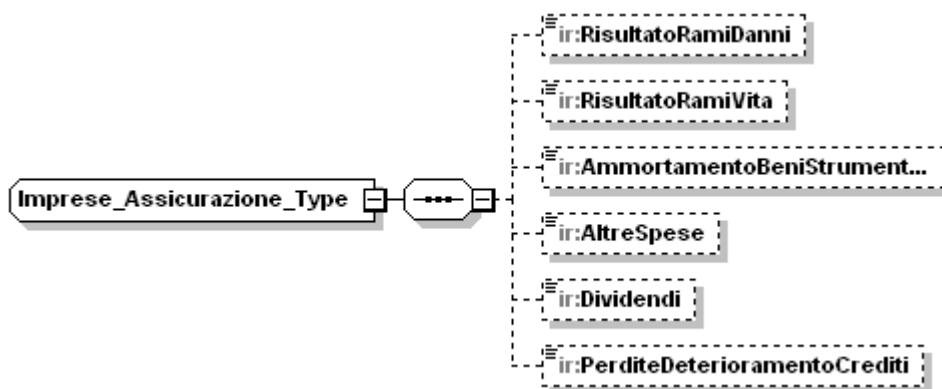 ir:RisultatoRamiDanni
ir:RisultatoRamiVita
ir:AmmortamentoBeniStrument...
Imprese_Assicurazione_Type
ir:AltreSpese
ir:Dividendi
ir:PerditeDeterioramentoCrediti